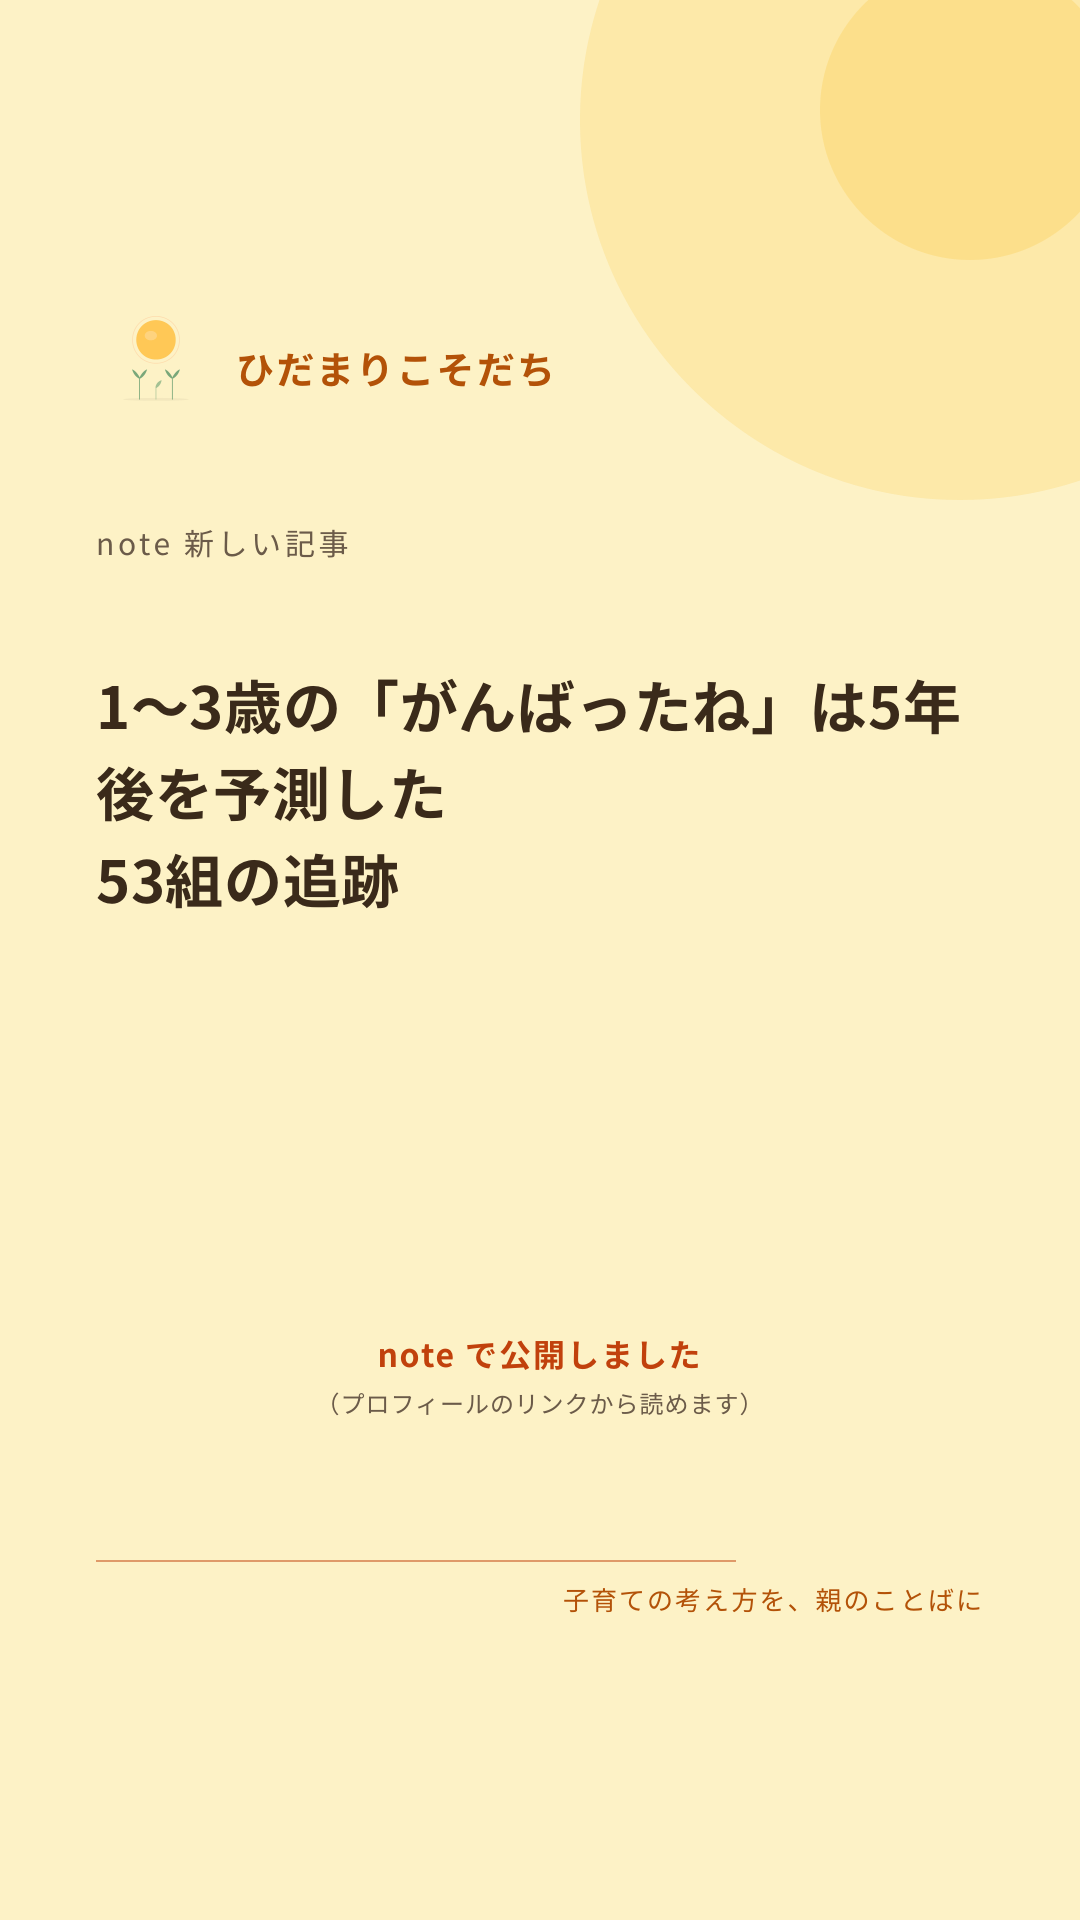 ひだまりこそだち
note 新しい記事
1〜3歳の「がんばったね」は5年
後を予測した
53組の追跡
note で公開しました
（プロフィールのリンクから読めます）
子育ての考え方を、親のことばに